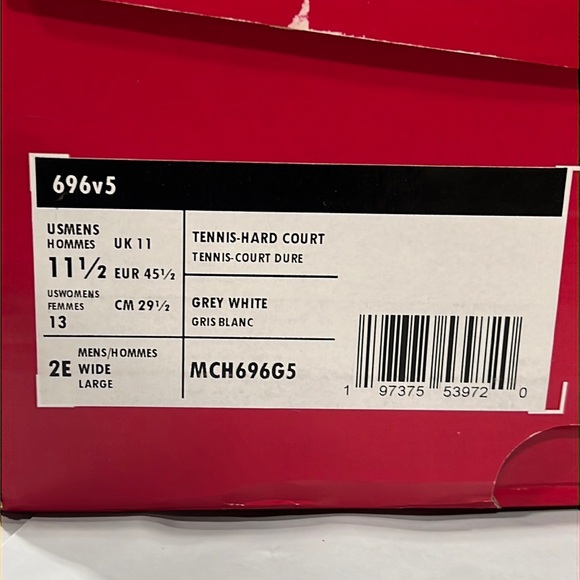 696v5
USMENS
HOMMES UK 11
11½ EUR 45½
USWOMENS
FEMMES CM 29½
13
2E MENS/HOMMES
WIDE
LARGE
TENNIS-HARD COURT
TENNIS-COURT DURE
GREY WHITE
GRIS BLANC
MCH696G5
1 97375 53972 0